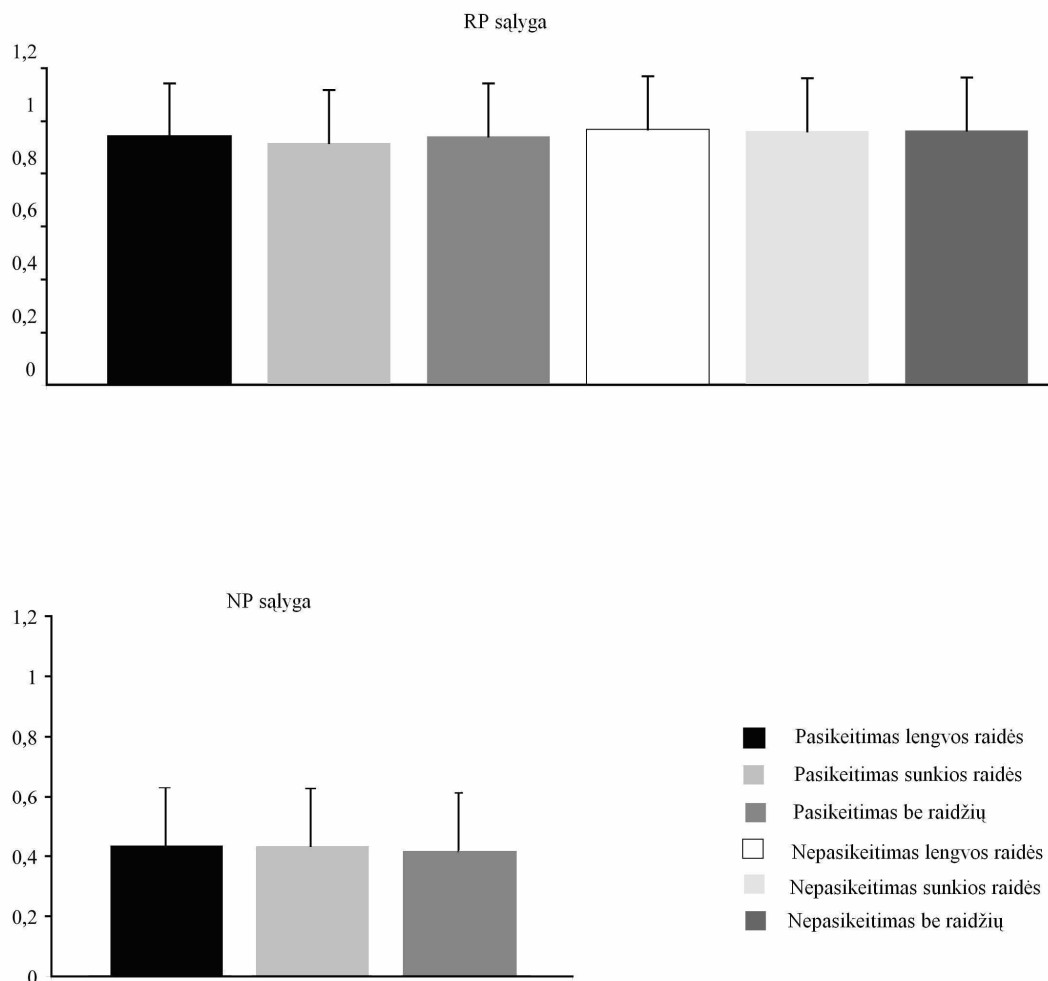 RP sąlyga
1,2
1
0,8
0,6
0,4
0,2
0
NP sąlyga
1,2
1
0,8
0,6
0,4
0,2
0
Pasikeitimas lengvos raidės
Pasikeitimas sunkios raidės
Pasikeitimas be raidžių
Nepasikeitimas lengvos raidės
Nepasikeitimas sunkios raidės
Nepasikeitimas be raidžių